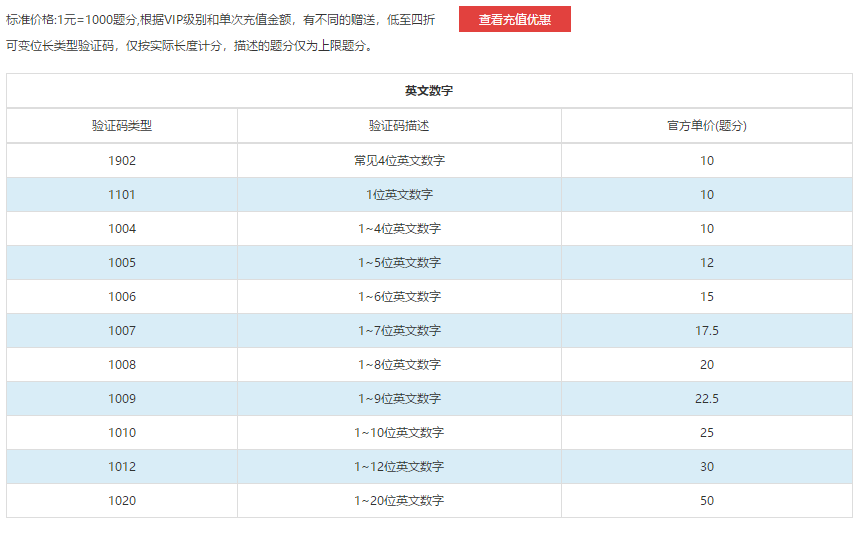 标准价格:1元=1000题分,根据VIP级别和单次充值金额，有不同的赠送，低至四折 查看充值优惠
可变位长类型验证码，仅按实际长度计分，描述的题分仅为上限题分。
英文数字
验证码类型 验证码描述 官方单价(题分)
1902 常见4位英文数字 10
1101 1位英文数字 10
1004 1~4位英文数字 10
1005 1~5位英文数字 12
1006 1~6位英文数字 15
1007 1~7位英文数字 17.5
1008 1~8位英文数字 20
1009 1~9位英文数字 22.5
1010 1~10位英文数字 25
1012 1~12位英文数字 30
1020 1~20位英文数字 50